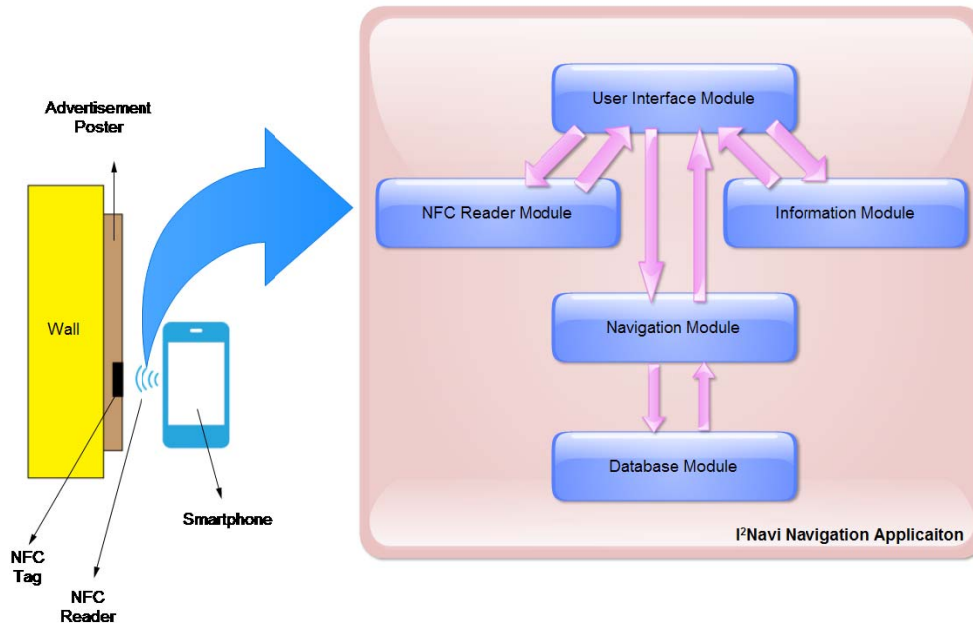 Advertisement
Poster
Wall
NFC
Tag
NFC
Reader
Smartphone
User Interface Module
NFC Reader Module
Information Module
Navigation Module
Database Module
I²Navi Navigation Applicaiton